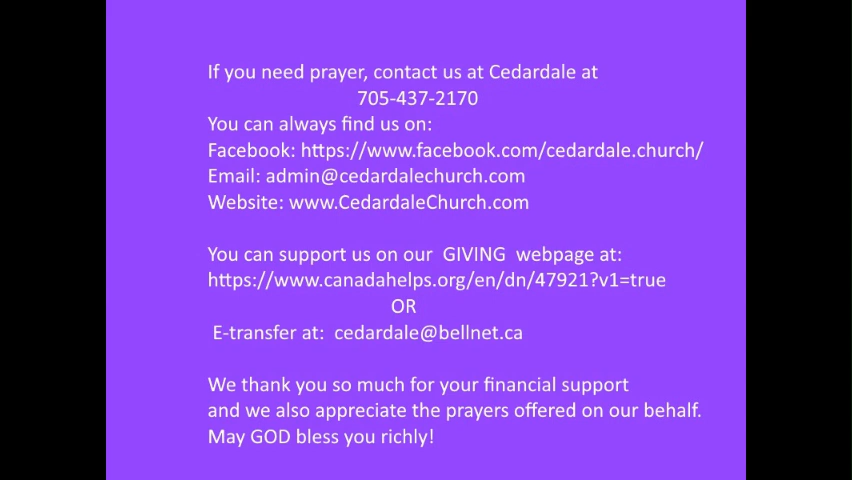 If you need prayer, contact us at Cedardale at
705-437-2170
You can always find us on:
Facebook: https://www.facebook.com/cedardale.church/
Email: admin@cedardalechurch.com
Website: www.CedardaleChurch.com
You can support us on our GIVING webpage at:
https://www.canadahelps.org/en/dn/47921?v1=true
OR
E-transfer at: cedardale@bellnet.ca
We thank you so much for your financial support
and we also appreciate the prayers offered on our behalf.
May GOD bless you richly!